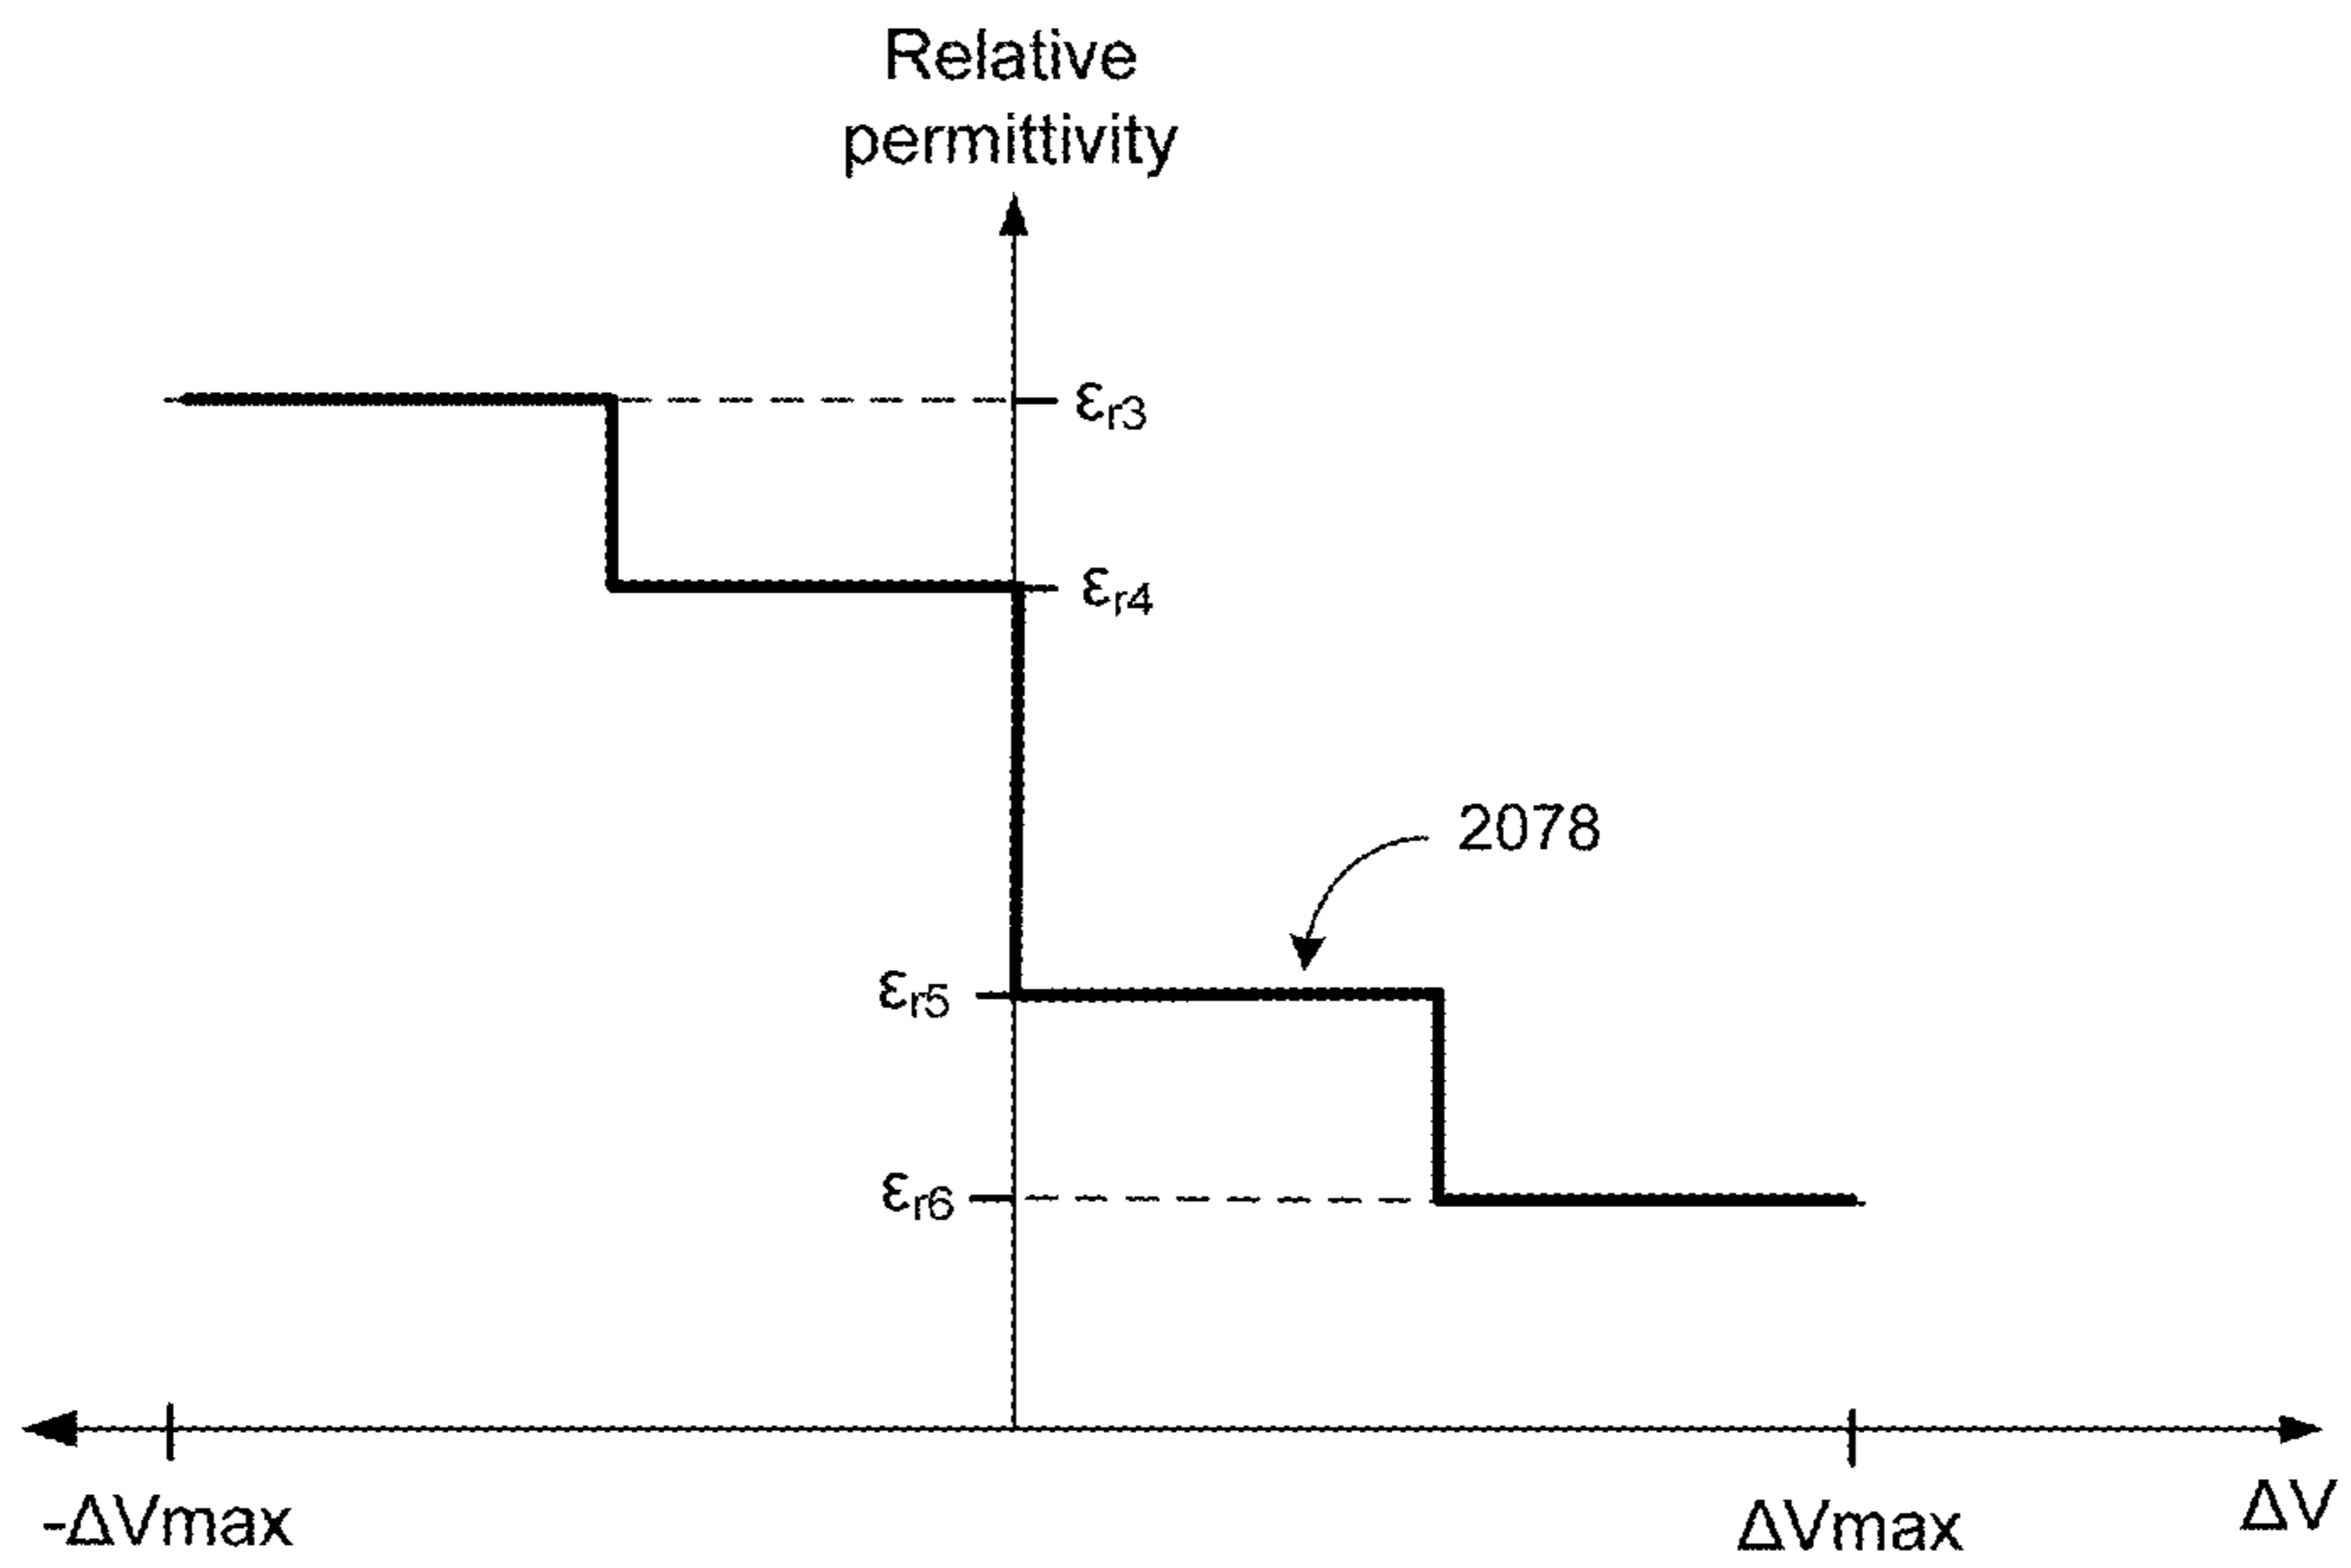 Relative
permittivity
εr3
εr4
2078
εr5
εr6
-ΔVmax
ΔVmax
ΔV